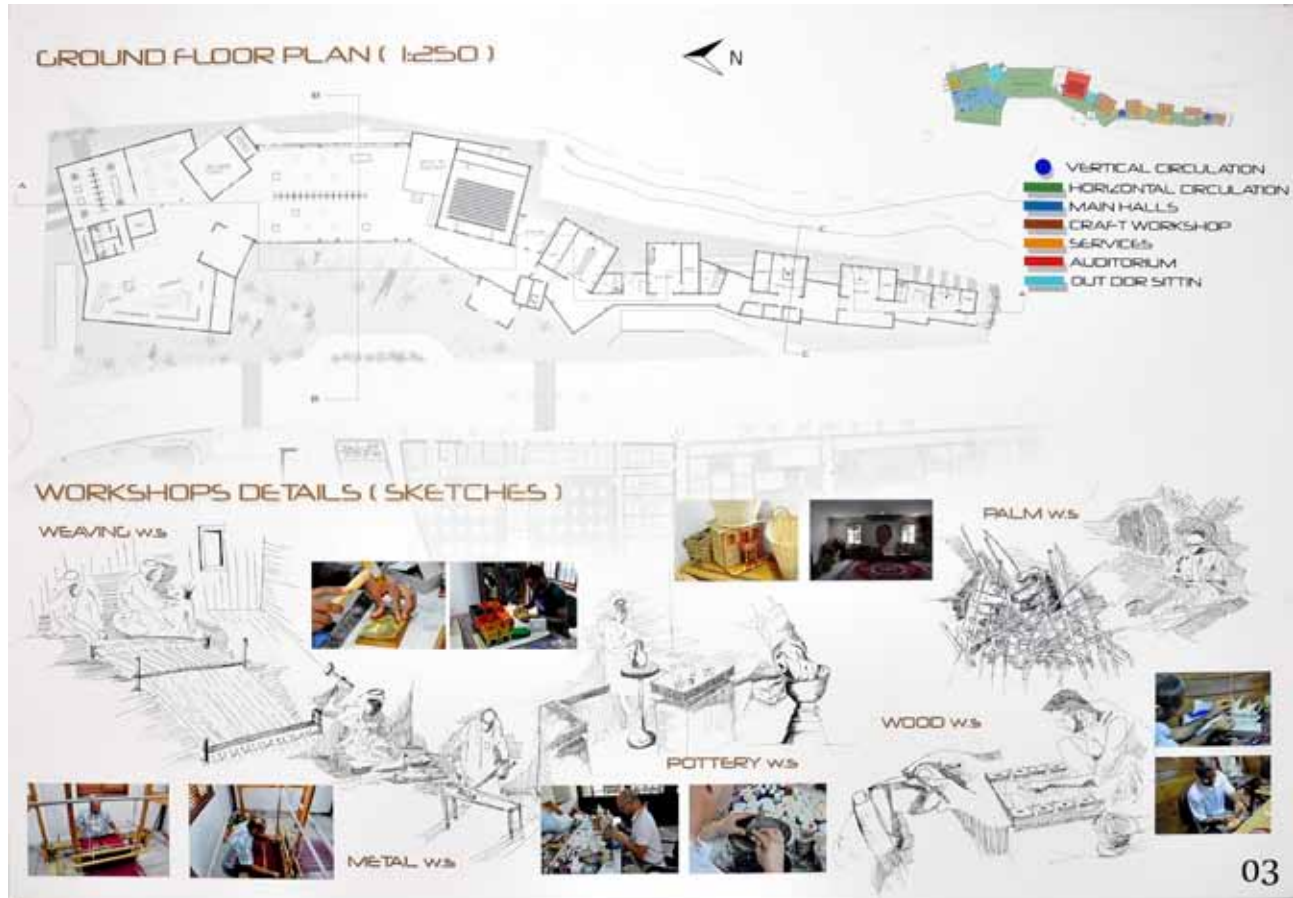 GROUND FLOOR PLAN ( 1:250 )
N
VERTICAL CIRCULATION
HORIZONTAL CIRCULATION
MAIN HALLS
CRAFT WORKSHOP
SERVICES
AUDITORIUM
OUT DOR SITTIN
WORKSHOPS DETAILS ( SKETCHES )
WEAVING w.s
PALM w.s
WOOD w.s
POTTERY w.s
METAL w.s
03